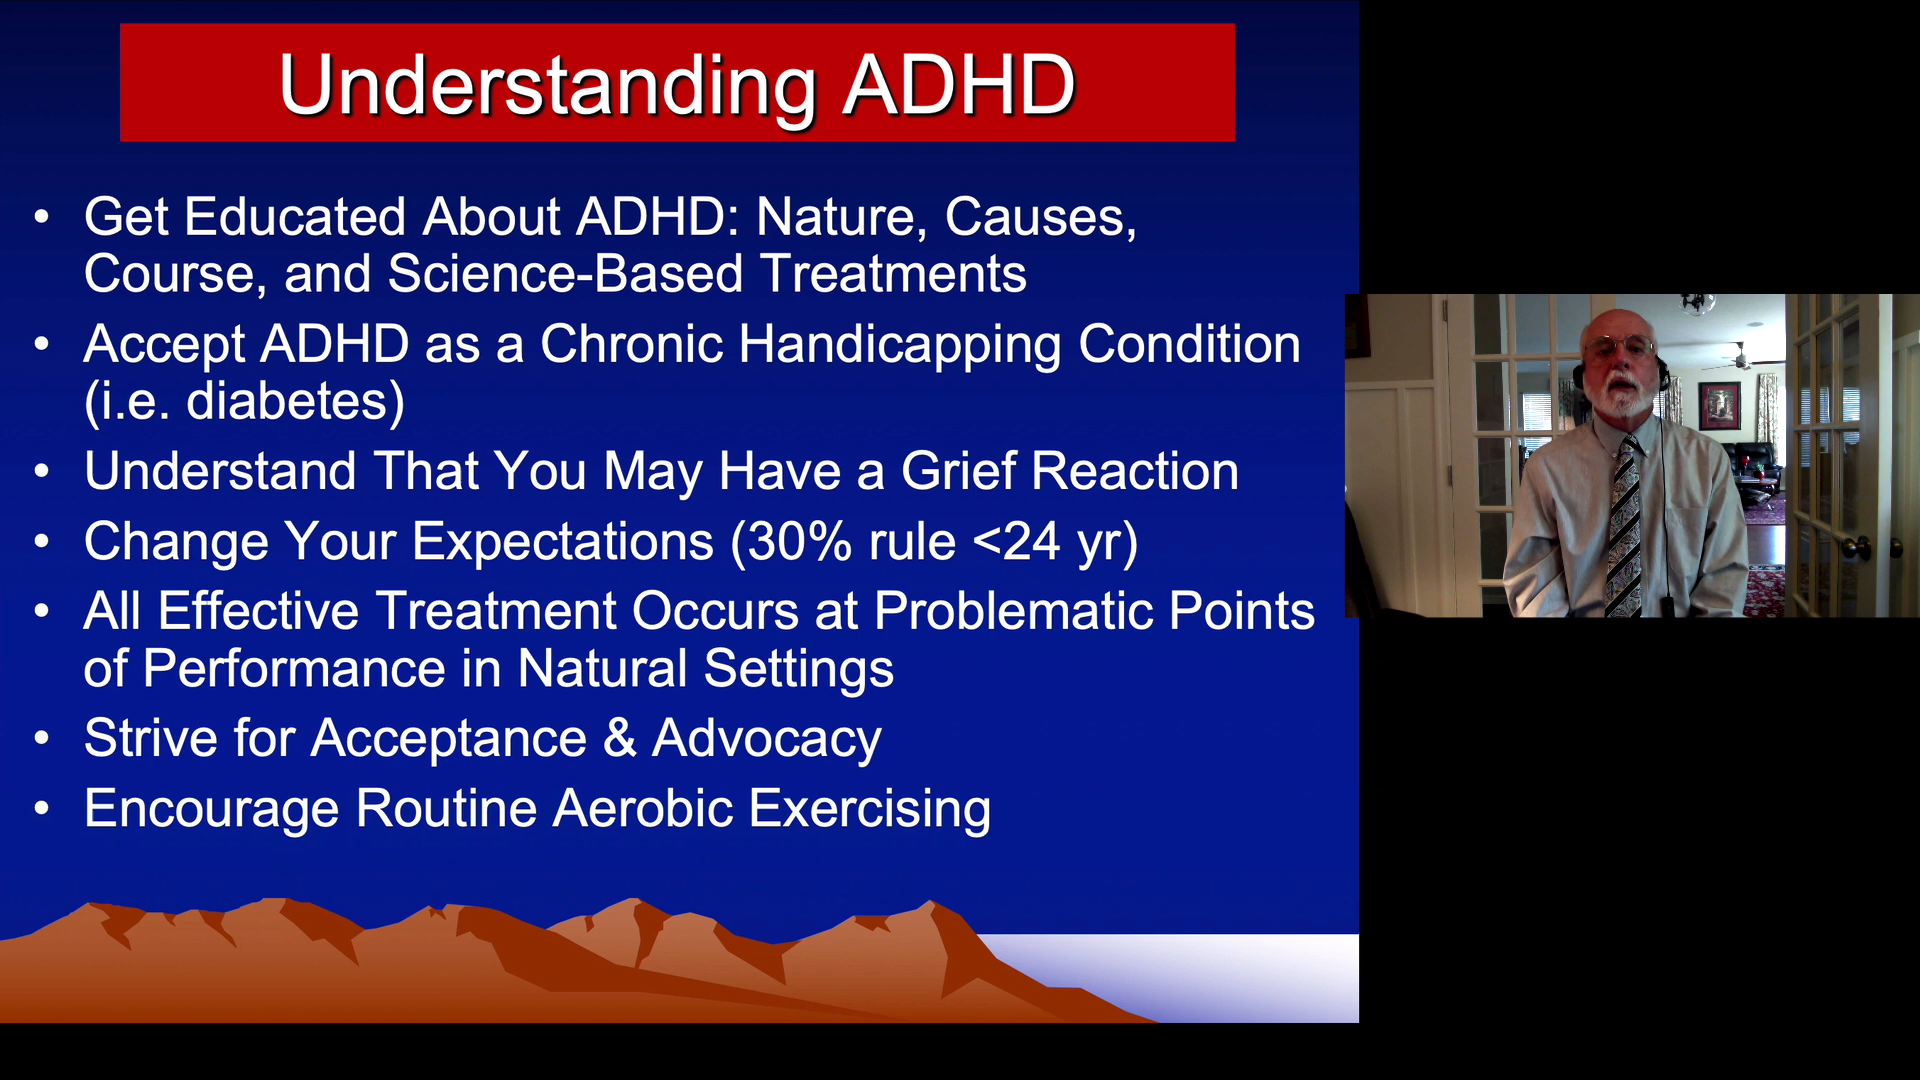 Understanding ADHD
• Get Educated About ADHD: Nature, Causes,
Course, and Science-Based Treatments
• Accept ADHD as a Chronic Handicapping Condition
(i.e. diabetes)
• Understand That You May Have a Grief Reaction
• Change Your Expectations (30% rule <24 yr)
• All Effective Treatment Occurs at Problematic Points
of Performance in Natural Settings
• Strive for Acceptance & Advocacy
• Encourage Routine Aerobic Exercising